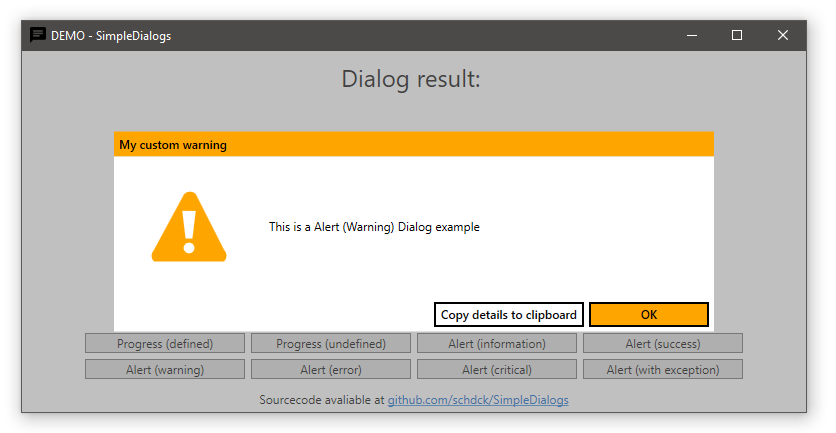 DEMO - SimpleDialogs
Dialog result:
My custom warning
This is a Alert (Warning) Dialog example
Copy details to clipboard OK
Progress (defined) Progress (undefined) Alert (information) Alert (success)
Alert (warning) Alert (error) Alert (critical) Alert (with exception)
Sourcecode avaliable at github.com/schdck/SimpleDialogs